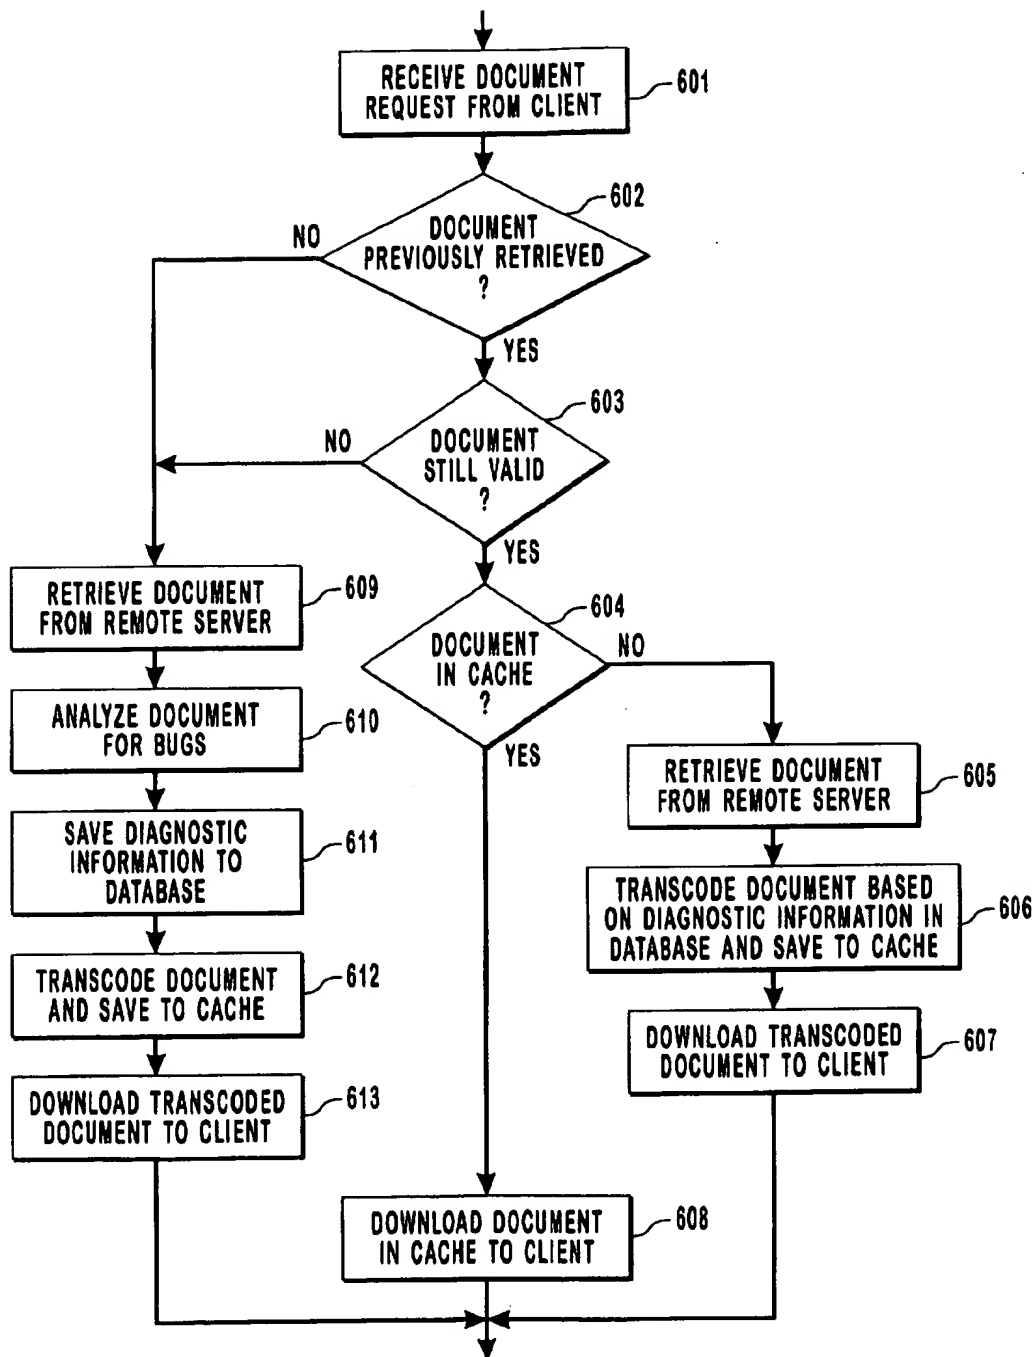 RECEIVE DOCUMENT
REQUEST FROM CLIENT
601
602
DOCUMENT
PREVIOUSLY RETRIEVED
?
NO
YES
603
DOCUMENT
STILL VALID
?
NO
YES
604
DOCUMENT
IN CACHE
?
NO
YES
RETRIEVE DOCUMENT
FROM REMOTE SERVER
609
ANALYZE DOCUMENT
FOR BUGS
610
SAVE DIAGNOSTIC
INFORMATION TO
DATABASE
611
TRANSCODE DOCUMENT
AND SAVE TO CACHE
612
DOWNLOAD TRANSCODED
DOCUMENT TO CLIENT
613
RETRIEVE DOCUMENT
FROM REMOTE SERVER
605
TRANSCODE DOCUMENT BASED
ON DIAGNOSTIC INFORMATION IN
DATABASE AND SAVE TO CACHE
606
DOWNLOAD TRANSCODED
DOCUMENT TO CLIENT
607
DOWNLOAD DOCUMENT
IN CACHE TO CLIENT
608